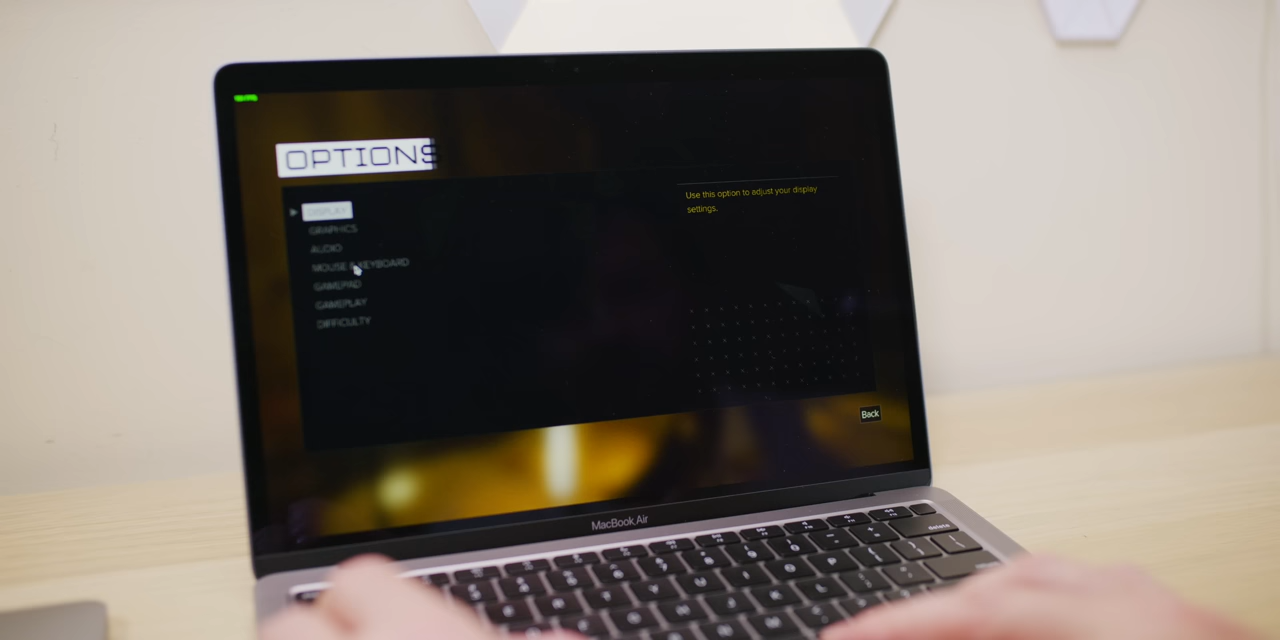 OPTIONS
DISPLAY
GRAPHICS
AUDIO
MOUSE & KEYBOARD
GAMEPAD
GAMEPLAY
DIFFICULTY
Use this option to adjust your display
settings.
Back
MacBook Air
delete